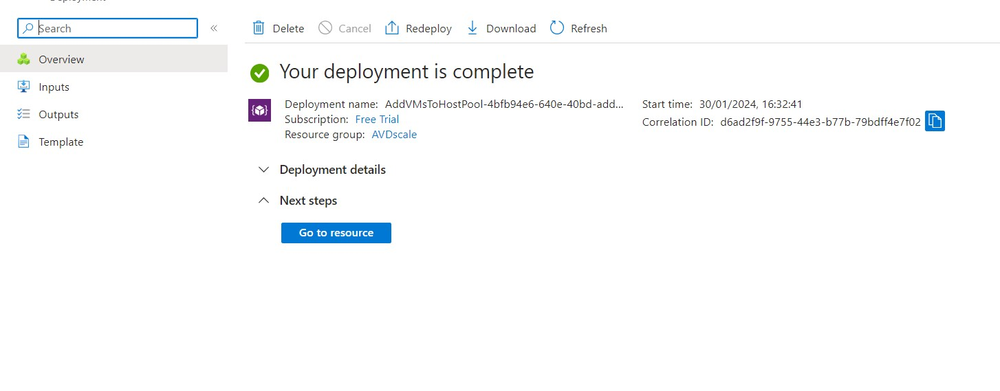 Search
«
Delete
Cancel
Redeploy
Download
Refresh
Overview
Inputs
Outputs
Template
Your deployment is complete
Deployment name: AddVMsToHostPool-4bfb94e6-640e-40bd-add...
Subscription: Free Trial
Resource group: AVDscale
Start time: 30/01/2024, 16:32:41
Correlation ID: d6ad2f9f-9755-44e3-b77b-79bdff4e7f02
Deployment details
Next steps
Go to resource